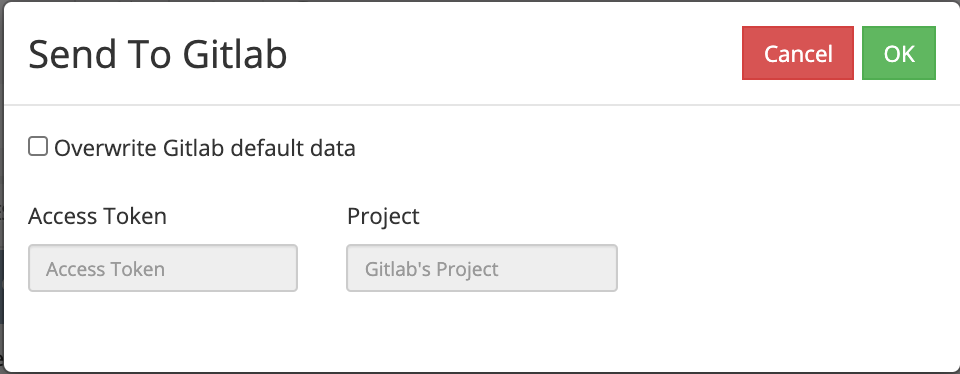 Send To Gitlab
Cancel
OK
Overwrite Gitlab default data
Access Token
Project
Access Token
Gitlab's Project